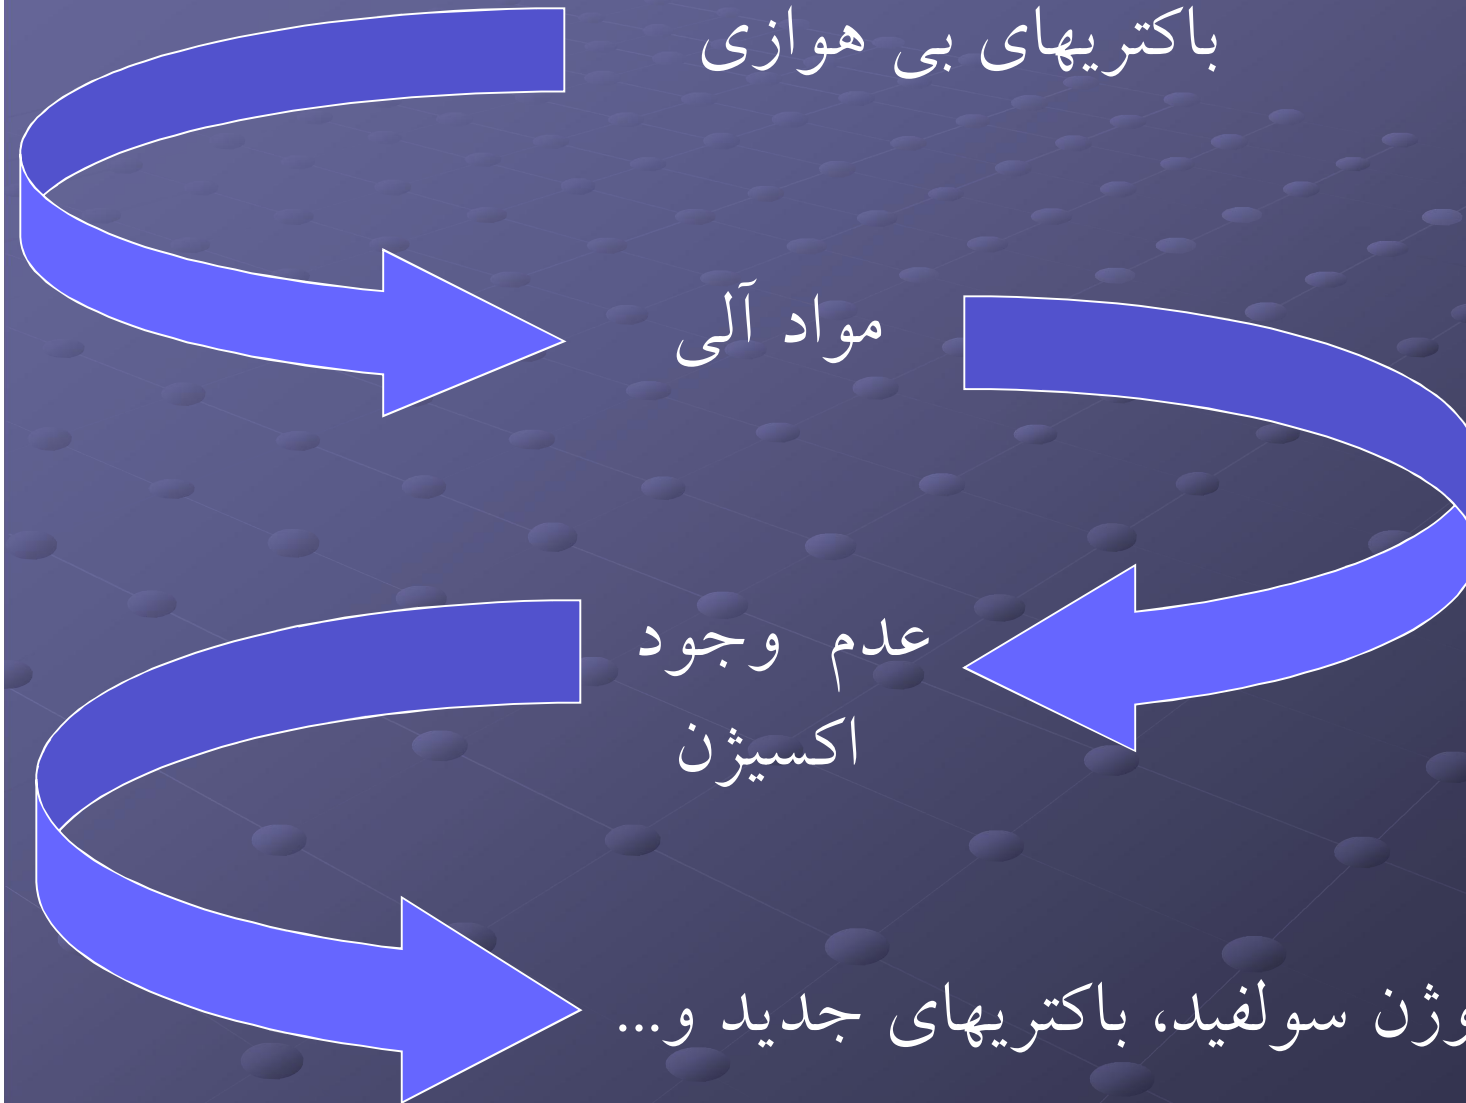 باکتریهای بی هوازی
مواد آلی
عدم وجود
اکسیژن
سولفید، باکتریهای جدید و...